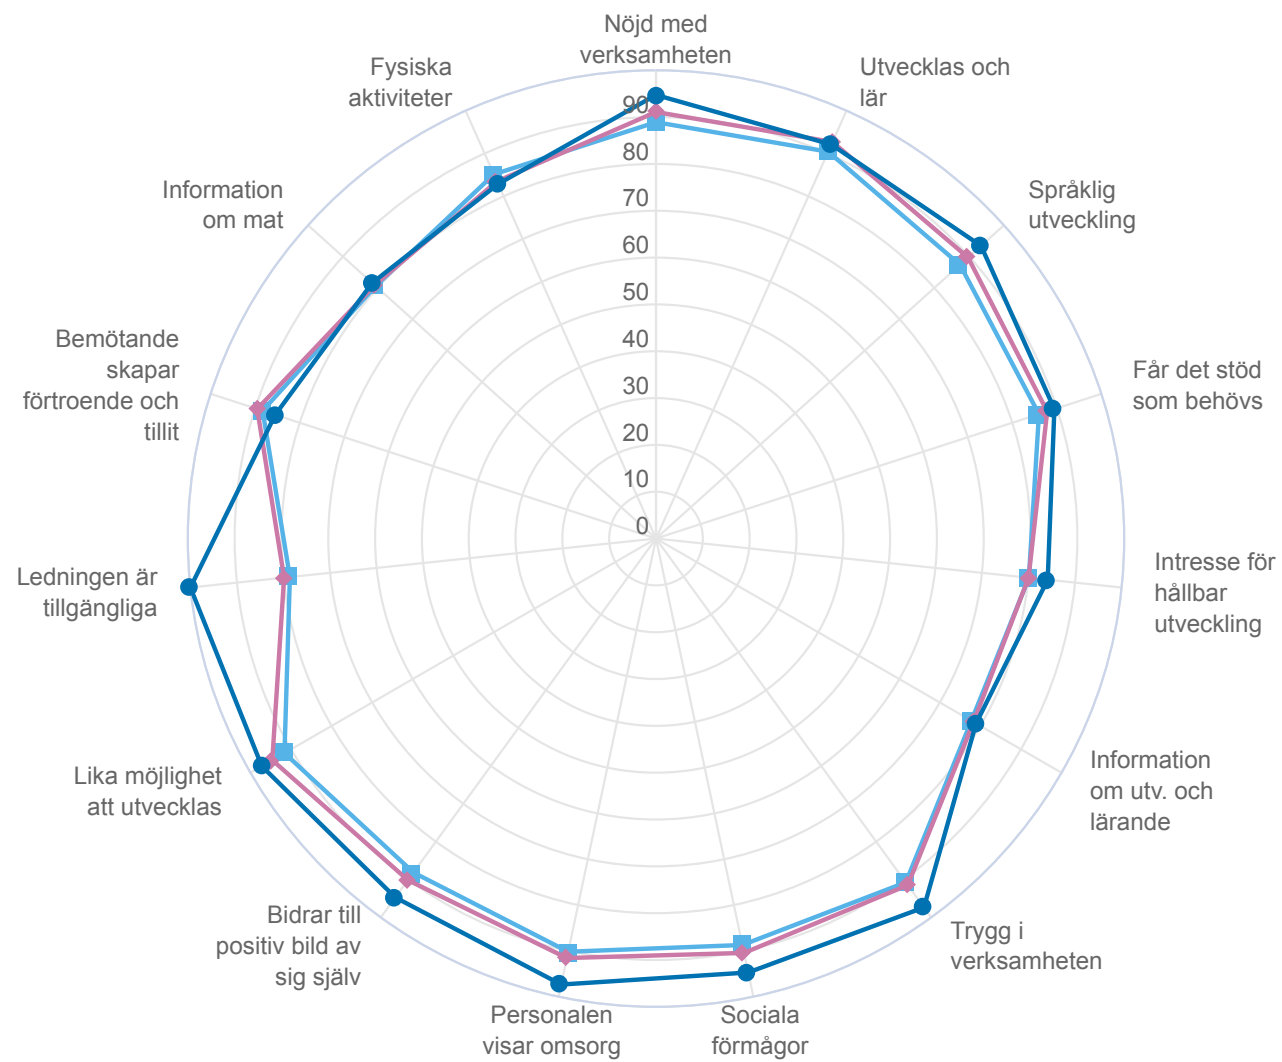 Nöjd med
verksamheten
Utvecklas och
lär
Språklig
utveckling
Får det stöd
som behövs
Intresse för
hållbar
utveckling
Information
om utv. och
lärande
Trygg i
verksamheten
Sociala
förmågor
Personalen
visar omsorg
Bidrar till
positiv bild av
sig själv
Lika möjlighet
att utvecklas
Ledningen är
tillgängliga
Bemötande
skapar
förtroende och
tillit
Information
om mat
Fysiska
aktiviteter
90
80
70
60
50
40
30
20
10
0